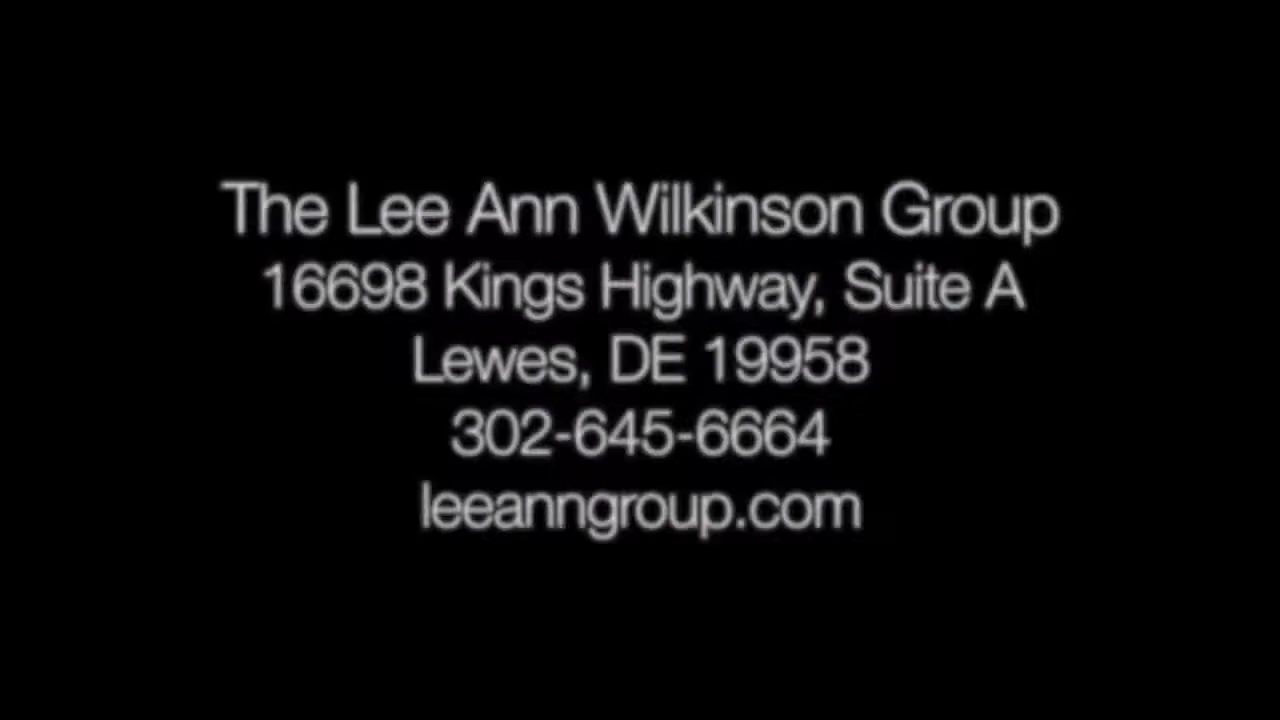 The Lee Ann Wilkinson Group
16698 Kings Highway, Suite A
Lewes, DE 19958
302-645-6664
leeanngroup.com